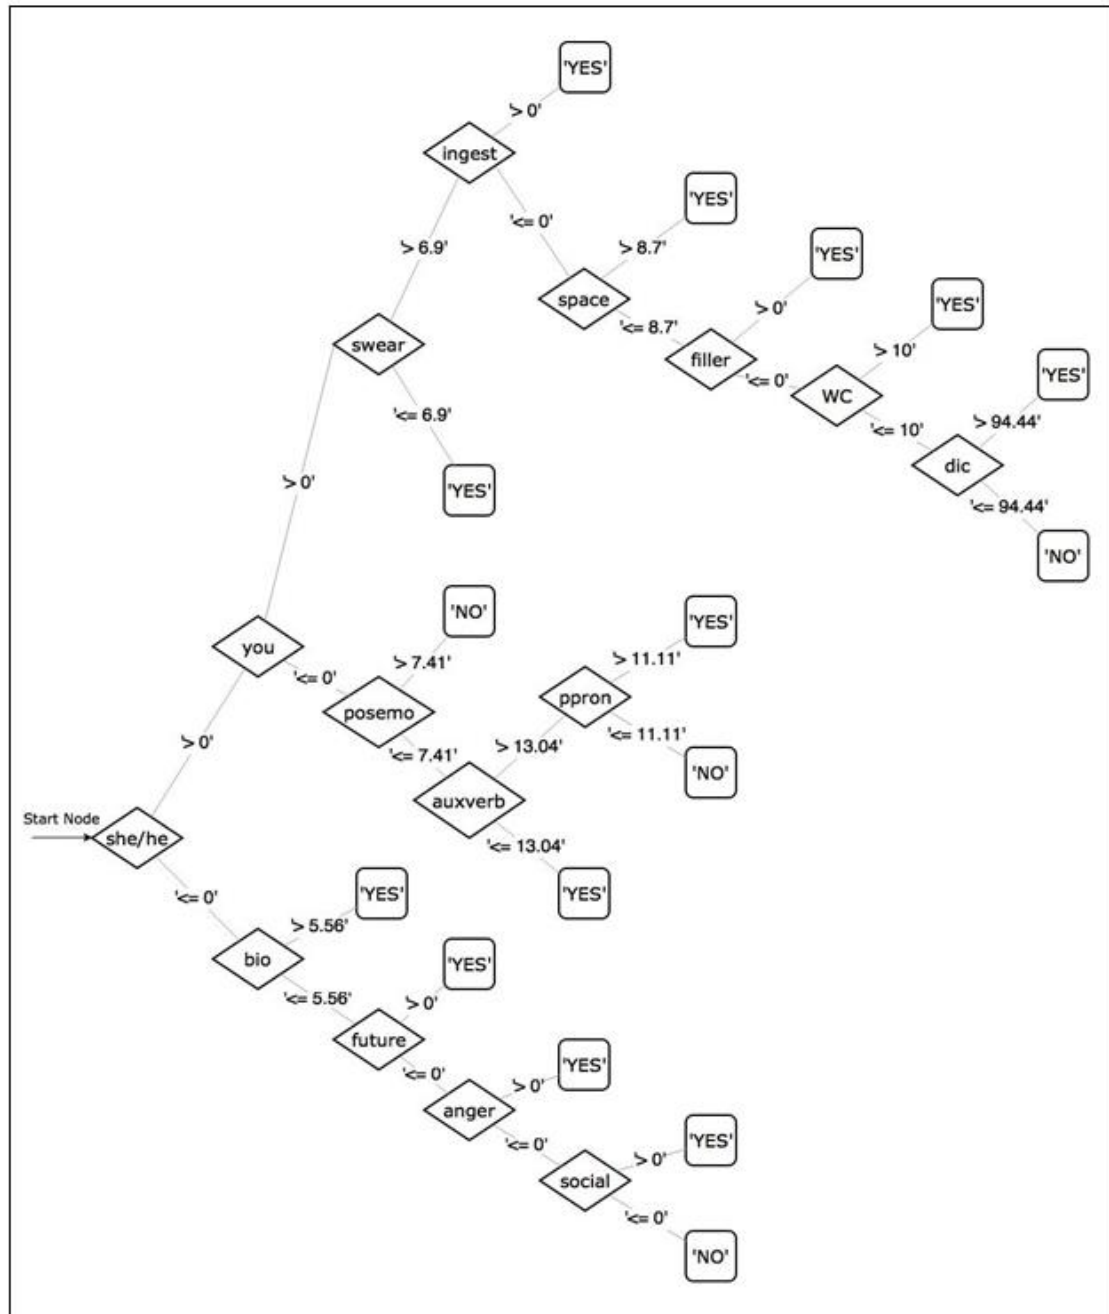 'YES'
'> 0'
ingest
'YES'
'<= 0'
'> 6.9'
'> 8.7'
'YES'
space
'> 0'
'YES'
'<= 8.7'
swear
filler
'> 10'
'YES'
'<= 0'
WC
'<= 6.9'
'> 94.44'
'<= 10'
dic
'> 0'
'YES'
'<= 94.44'
'NO'
'NO'
'YES'
you
'> 7.41'
'> 11.11'
'<= 0'
ppron
posemo
'<= 11.11'
'> 0'
'<= 7.41'
'> 13.04'
'NO'
auxverb
Start Node
she/he
'<= 13.04'
'<= 0'
'YES'
'YES'
'> 5.56'
bio
'YES'
'<= 5.56'
'> 0'
future
'YES'
'<= 0'
'> 0'
anger
'YES'
'<= 0'
'> 0'
social
'<= 0'
'NO'